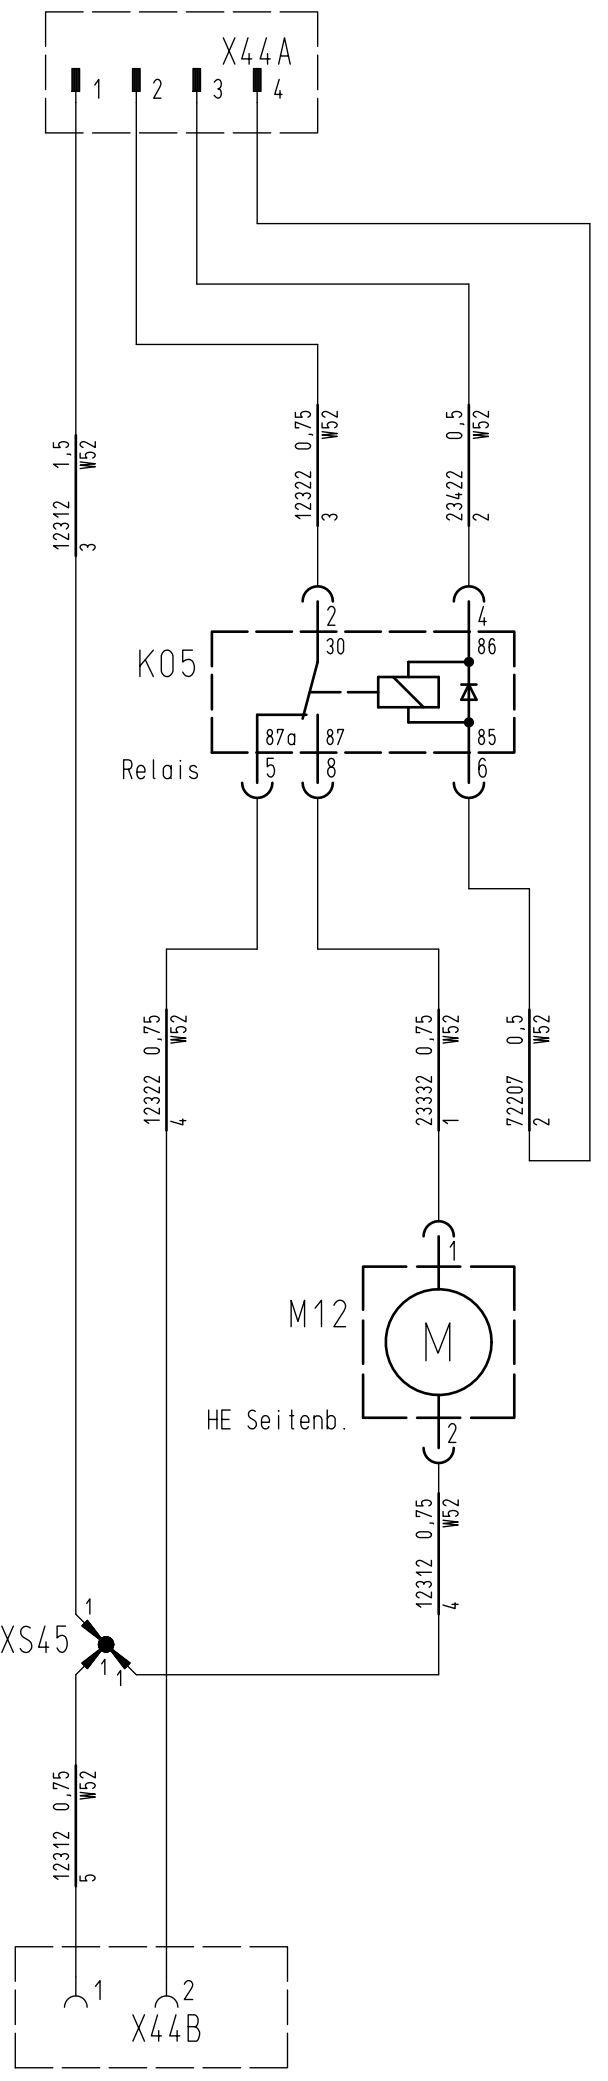 X44A
1 2 3 4
12312 1,5
W52
3
12322 0,75
W52
3
23422 0,5
W52
2
2 4
30 86
K05
87a 87 85
Relais
5 8 6
12322 0,75
W52
4
23332 0,75
W52
1
72207 0,5
W52
2
1
M12
M
HE Seitenb.
2
12312 0,75
W52
4
1
XS45
1 1
12312 0,75
W52
5
1 2
X44B